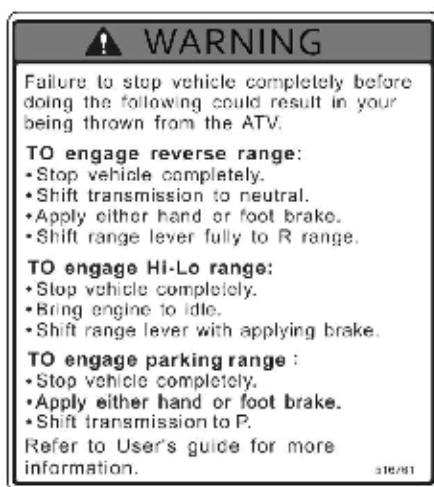 WARNING
Failure to stop vehicle completely before
doing the following could result in your
being thrown from the ATV.
TO engage reverse range:
•Stop vehicle completely.
•Shift transmission to neutral.
•Apply either hand or foot brake.
•Shift range lever fully to R range.
TO engage Hi-Lo range:
•Stop vehicle completely.
•Bring engine to idle.
•Shift range lever with applying brake.
TO engage parking range :
•Stop vehicle completely.
•Apply either hand or foot brake.
•Shift transmission to P.
Refer to User's guide for more
information.